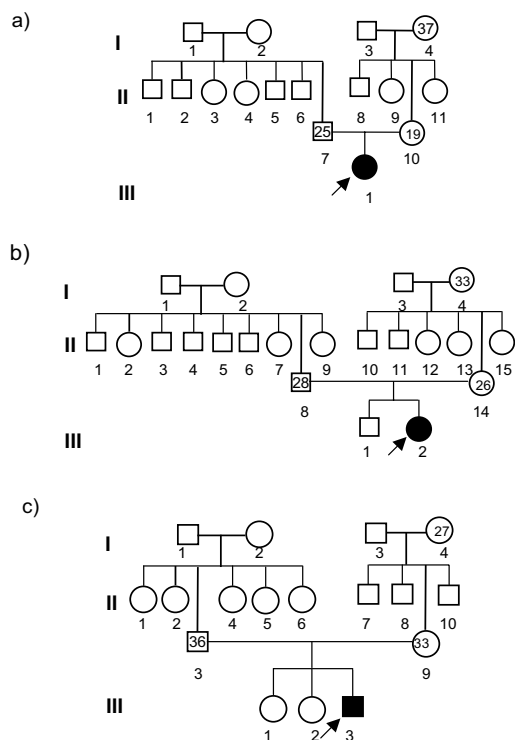 a)
I
1 2 3 37 4
II
1 2 3 4 5 6 8 9 11
25 19
7 10
III 1
b)
I
1 2 3 33 4
II
1 2 3 4 5 6 7 9 10 11 12 13 15
28 26
8 14
III
1 2
c)
I
1 2 3 27 4
II
1 2 4 5 6 7 8 10
36 33
3 9
III
1 2 3